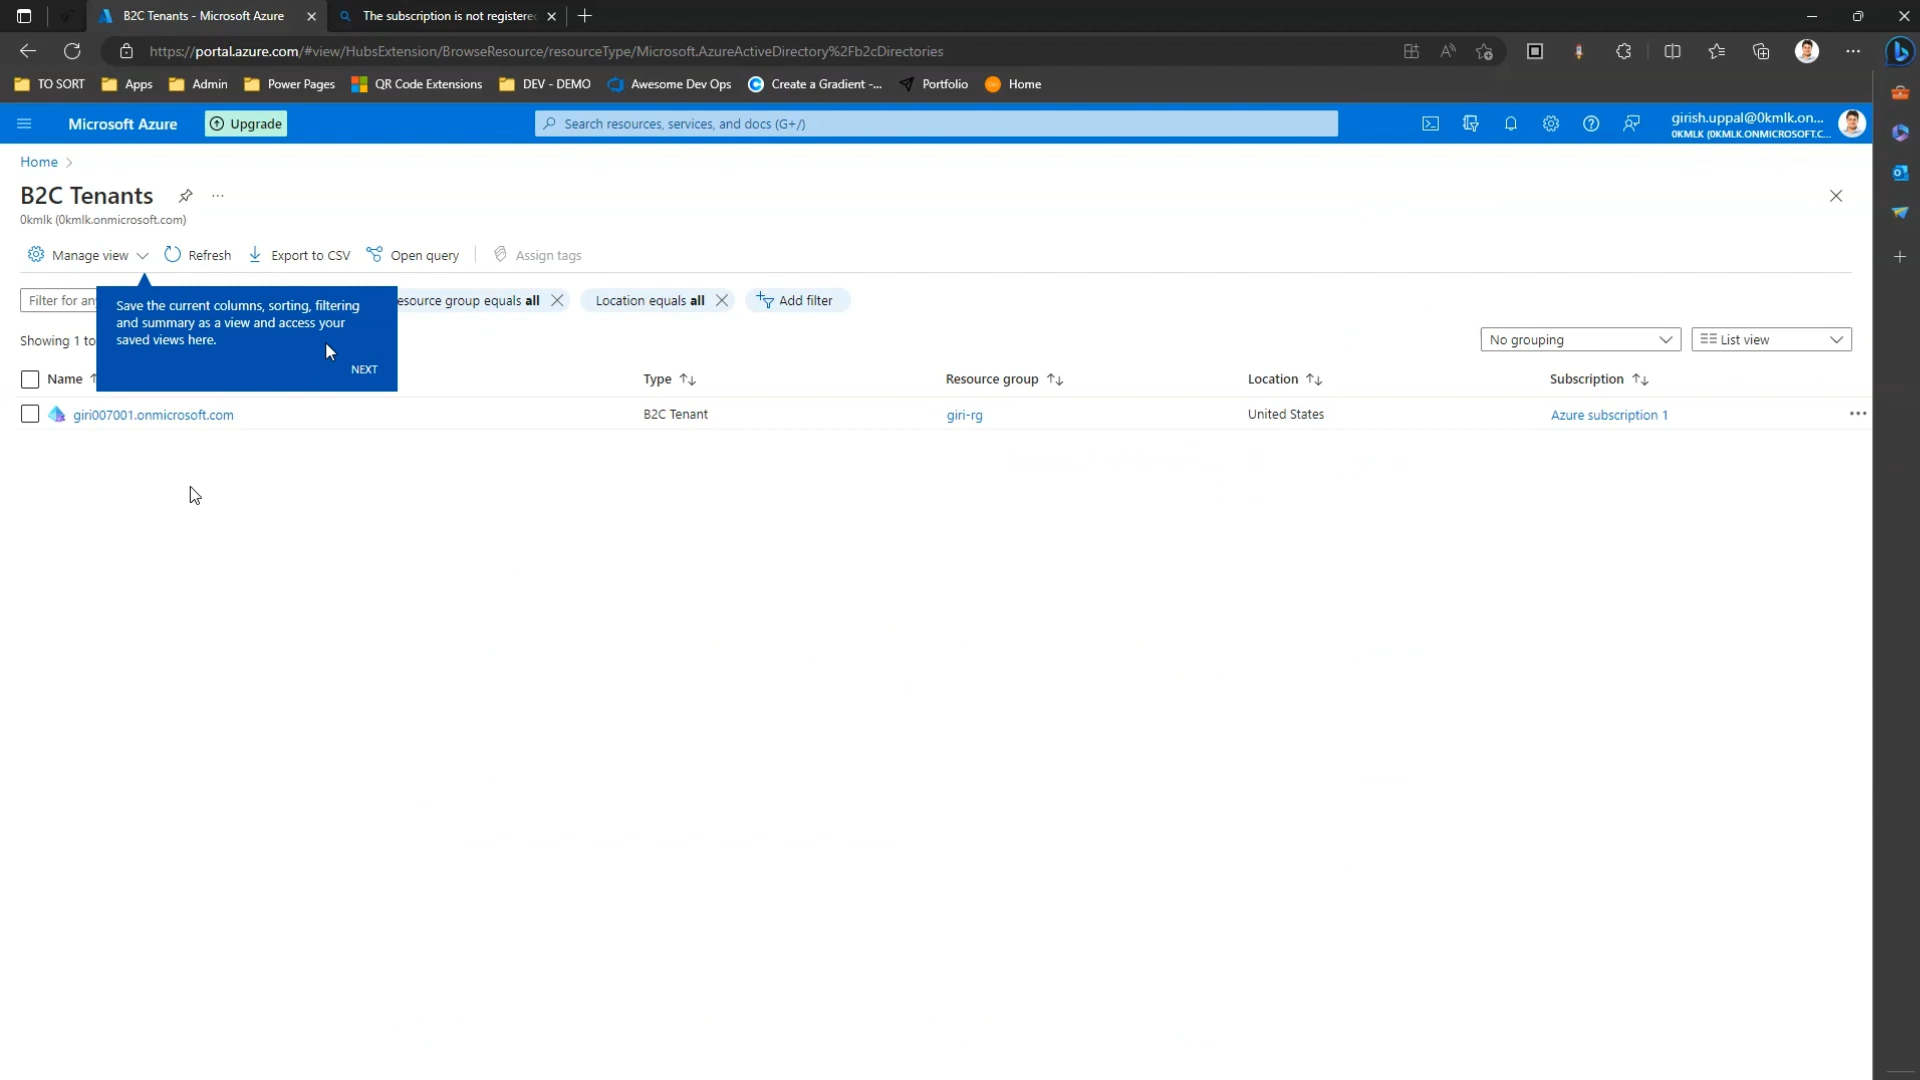 B2C Tenants - Microsoft Azure
The subscription is not registere
https://portal.azure.com/#view/HubsExtension/BrowseResource/resourceType/Microsoft.AzureActiveDirectory%2Fb2cDirectories
TO SORT Apps Admin Power Pages QR Code Extensions DEV - DEMO Awesome Dev Ops Create a Gradient -... Portfolio Home
Microsoft Azure Upgrade Search resources, services, and docs (G+/) girish.uppal@0kmlk.on...
0KMLK (0KMLK.ONMICROSOFT.C...
Home
B2C Tenants ...
0kmlk (0kmlk.onmicrosoft.com)
Manage view Refresh Export to CSV Open query Assign tags
Filter for an esource group equals all Location equals all Add filter
Save the current columns, sorting, filtering
and summary as a view and access your
saved views here.
NEXT
Showing 1 to No grouping List view
Name Type Resource group Location Subscription
giri007001.onmicrosoft.com B2C Tenant giri-rg United States Azure subscription 1 ...